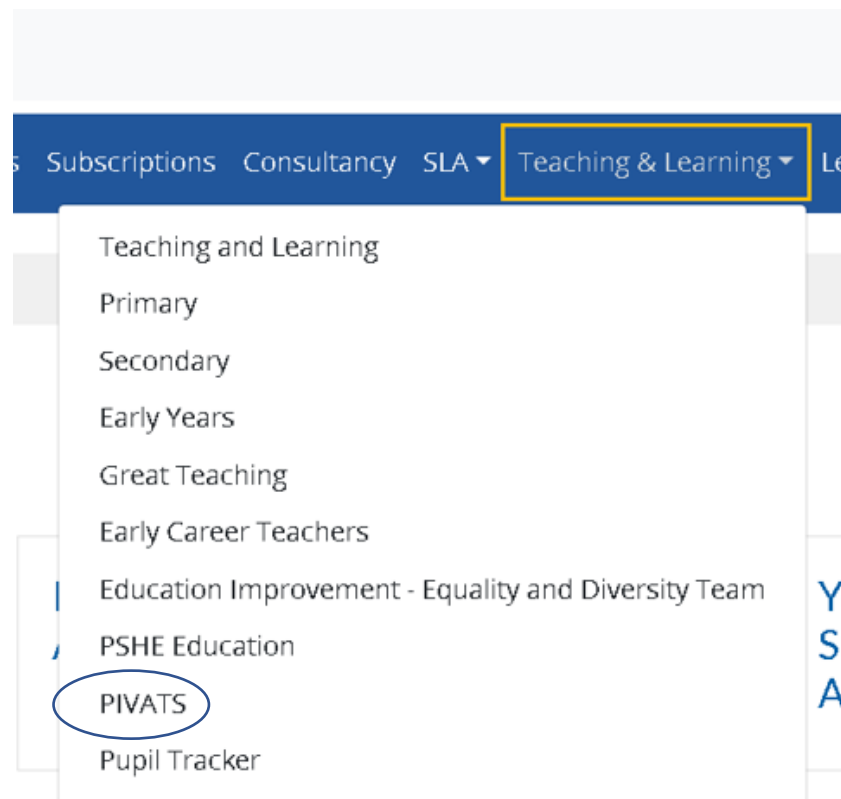 s Subscriptions Consultancy SLA Teaching & Learning Le
Teaching and Learning
Primary
Secondary
Early Years
Great Teaching
Early Career Teachers
Education Improvement - Equality and Diversity Team
Y
PSHE Education
S
PIVATS
A
Pupil Tracker